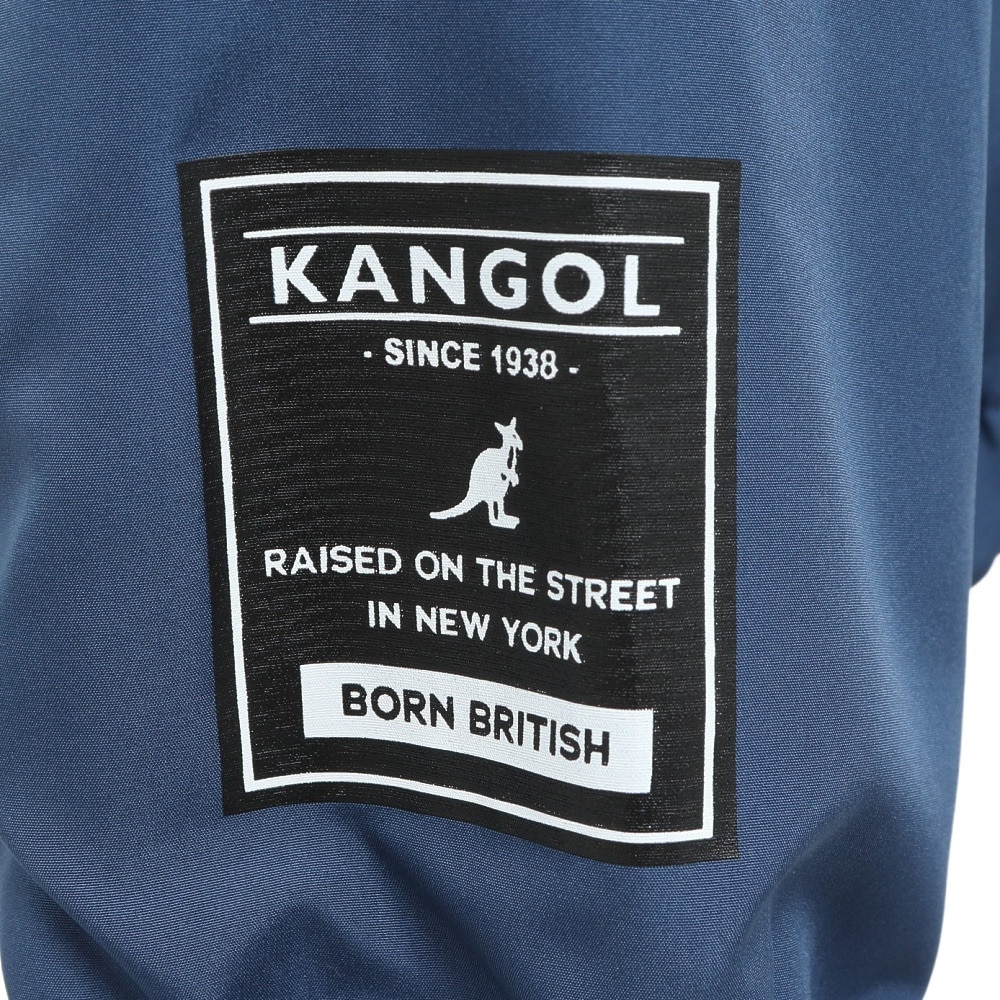 KANGOL
- SINCE 1938 -
RAISED ON THE STREET
IN NEW YORK
BORN BRITISH